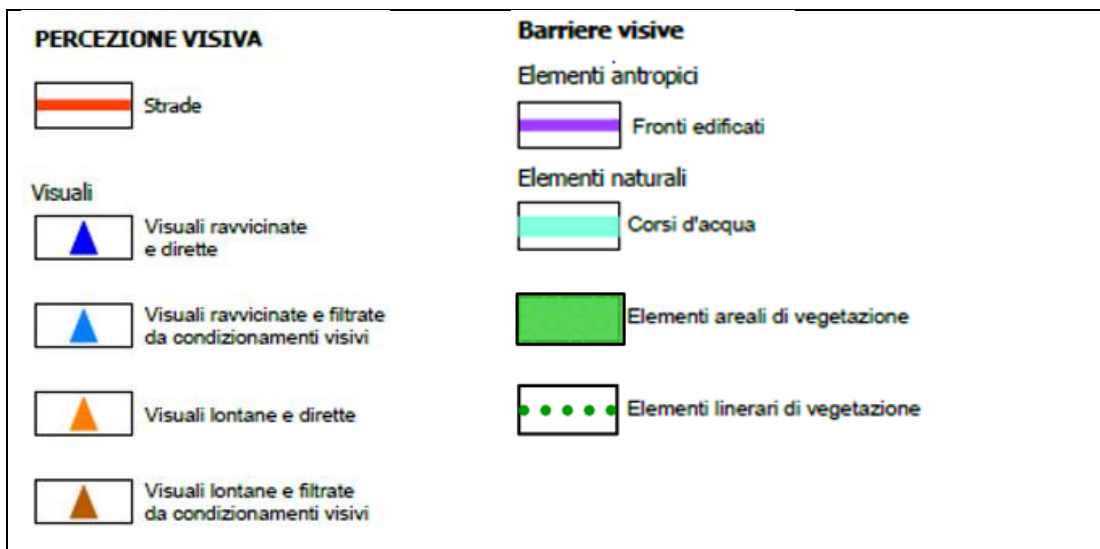 PERCEZIONE VISIVA
Strade
Visuali
Visuali ravvicinate
e dirette
Visuali ravvicinate e filtrate
da condizionamenti visivi
Visuali lontane e dirette
Visuali lontane e filtrate
da condizionamenti visivi
Barriere visive
Elementi antropici
Fronti edificati
Elementi naturali
Corsi d'acqua
Elementi areali di vegetazione
Elementi linerari di vegetazione